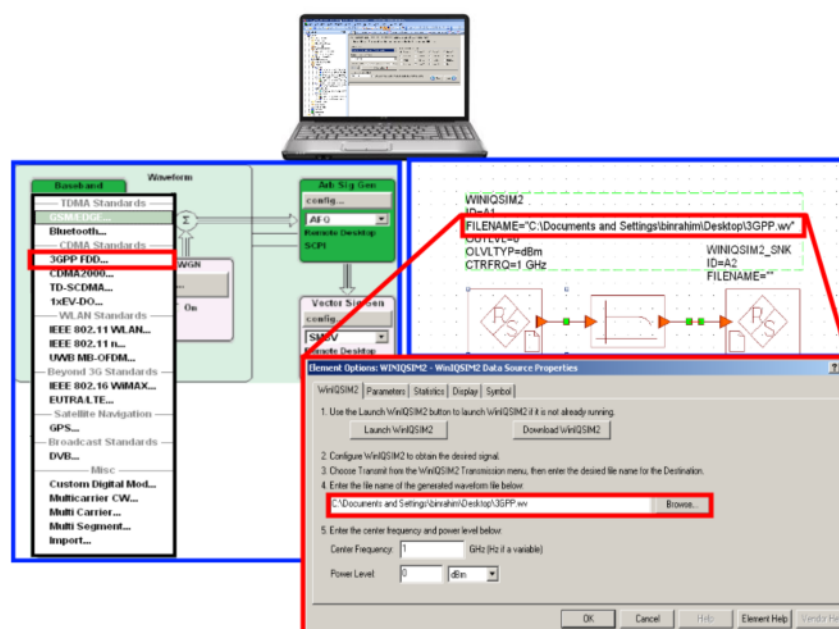 Waveform
Baseband
TDMA Standards
GSM/EDGE...
Bluetooth...
CDMA Standards
3GPP FDD...
CDMA2000...
TD-SCDMA...
1xEV-DO...
WLAN Standards
IEEE 802.11 WLAN...
IEEE 802.11 n...
UWB MB-OFDM...
Beyond 3G Standards
IEEE 802.16 WiMAX...
EUTRA/LTE...
Satellite Navigation
GPS...
Broadcast Standards
DVB...
Misc
Custom Digital Mod...
Multicarrier CW...
Multi Carrier...
Multi Segment...
Import...
Σ
WGN
...
On
Arb Sig Gen
config...
AFQ
Remote Desktop
SCPI
Vector Sig Gen
config...
Remote Desktop
WINIQSIM2
ID=A1
FILENAME="C:\Documents and Settings\binrahim\Desktop\3GPP.wv"
OLVLTYP=dBm
CTRFRQ=1 GHz
WINIQSIM2_SNK
ID=A2
FILENAME=""
R S
R S
Element Options: WINIQSIM2 - WinIQSIM2 Data Source Properties
?
WinIQSIM2 Parameters Statistics Display Symbol
1. Use the Launch WinIQSIM2 button to launch WinIQSIM2 if it is not already running.
Launch WinIQSIM2 Download WinIQSIM2
2. Configure WinIQSIM2 to obtain the desired signal.
3. Choose Transmit from the WinIQSIM2 Transmission menu, then enter the desired file name for the Destination.
4. Enter the file name of the generated waveform file below:
C:\Documents and Settings\binrahim\Desktop\3GPP.wv Browse...
5. Enter the center frequency and power level below:
Center Frequency: 1 GHz (Hz if a variable)
Power Level: 0 dBm
OK Cancel Help Element Help Vendor